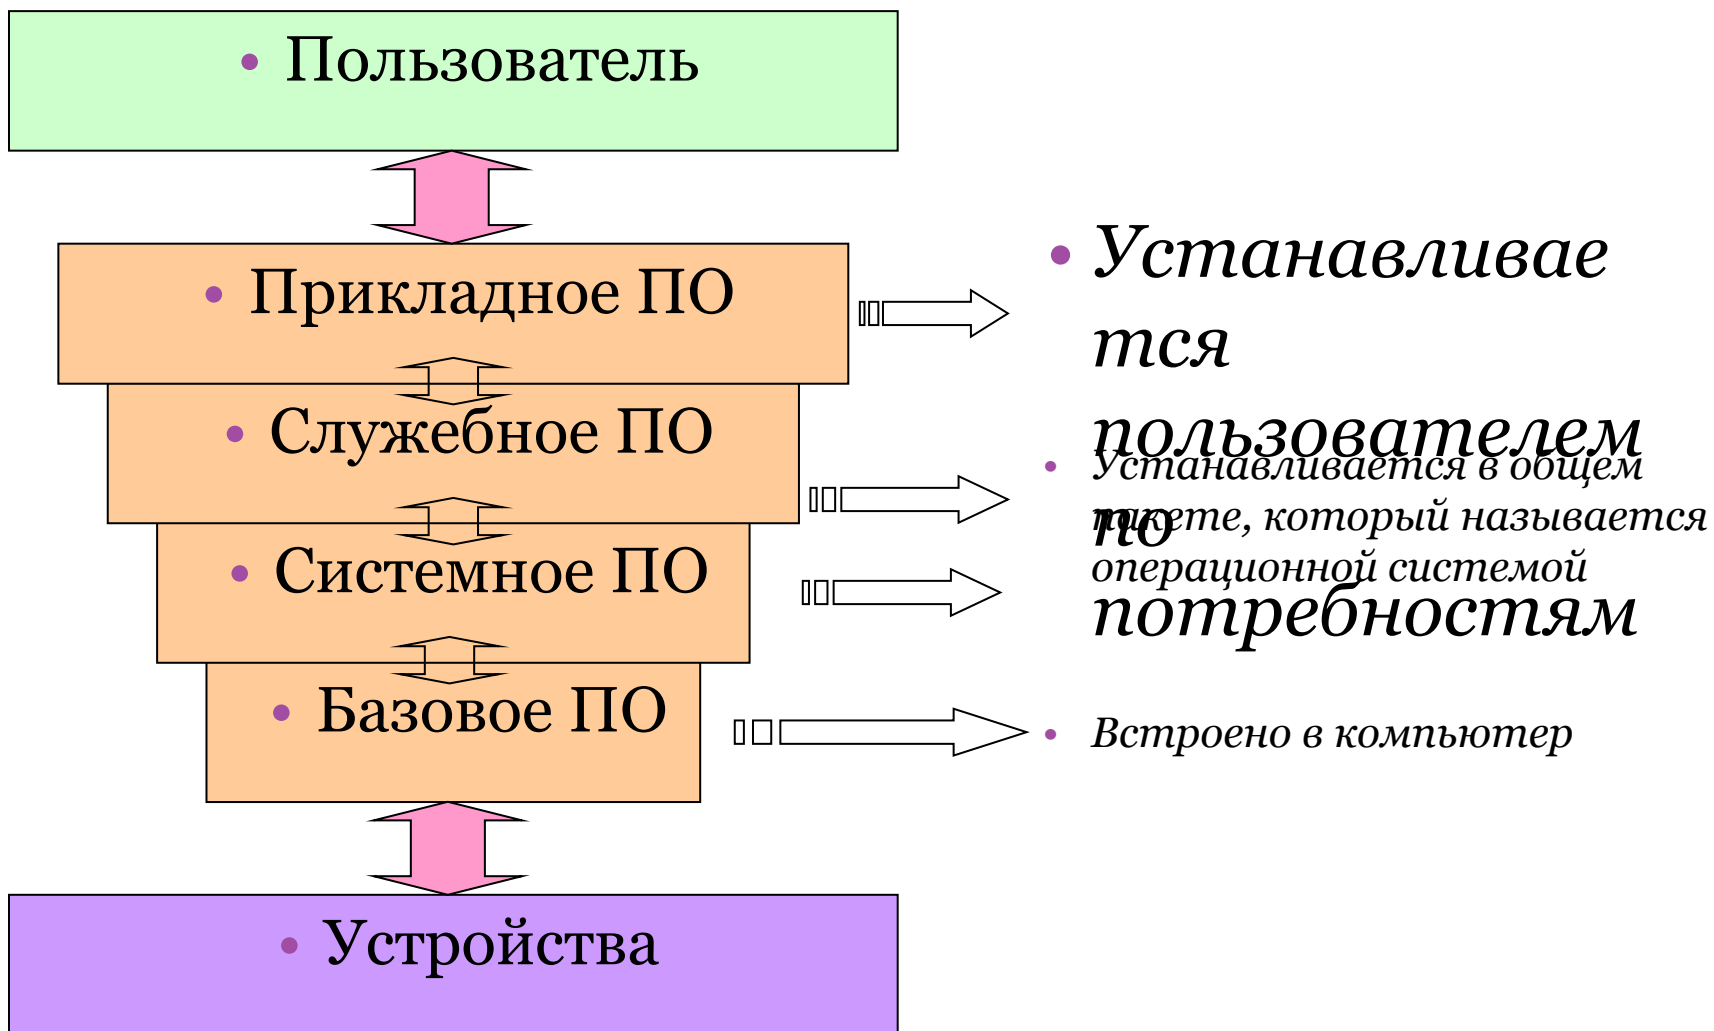 • Пользователь
• Прикладное ПО
• Служебное ПО
• Системное ПО
• Базовое ПО
• Устройства
• Устанавливае
тся
пользователем
по
потребностям
• Устанавливается в общем
пакете, который называется
операционной системой
• Встроено в компьютер